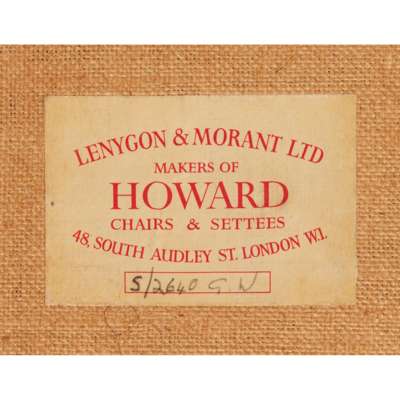 LENYGON & MORANT LTD
MAKERS OF
HOWARD
CHAIRS & SETTEES
48, SOUTH AUDLEY ST. LONDON W.1.
S/2640 G W